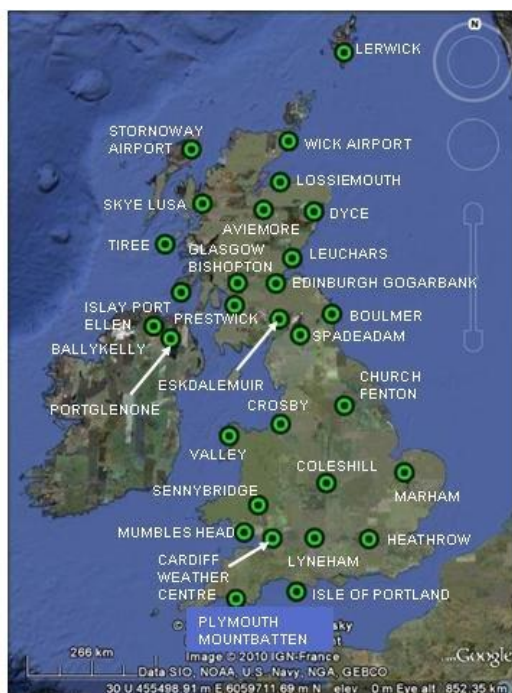 N
LERWICK
STORNOWAY
AIRPORT
WICK AIRPORT
LOSSIEMOUTH
SKYE LUSA
AVIEMORE
DYCE
TIREE
GLASGOW
BISHOPTON
LEUCHARS
EDINBURGH GOGARBANK
ISLAY PORT
ELLEN
PRESTWICK
BOULMER
BALLYKELLY
SPADEADAM
ESKDALEMUIR
PORTGLENONE
CHURCH
FENTON
CROSBY
VALLEY
COLESHILL
MARHAM
SENNYBRIDGE
MUMBLES HEAD
HEATHROW
CARDIFF
WEATHER
CENTRE
LYNEHAM
ISLE OF PORTLAND
PLYMOUTH
MOUNTBATTEN
266 km
Image © 2010 IGN-France
Data SIO, NOAA, U.S. Navy, NGA, GEBCO
...Google
30 U 455498.91 m E 6059711.69 m N elev 0 m Eye alt 852.35 km